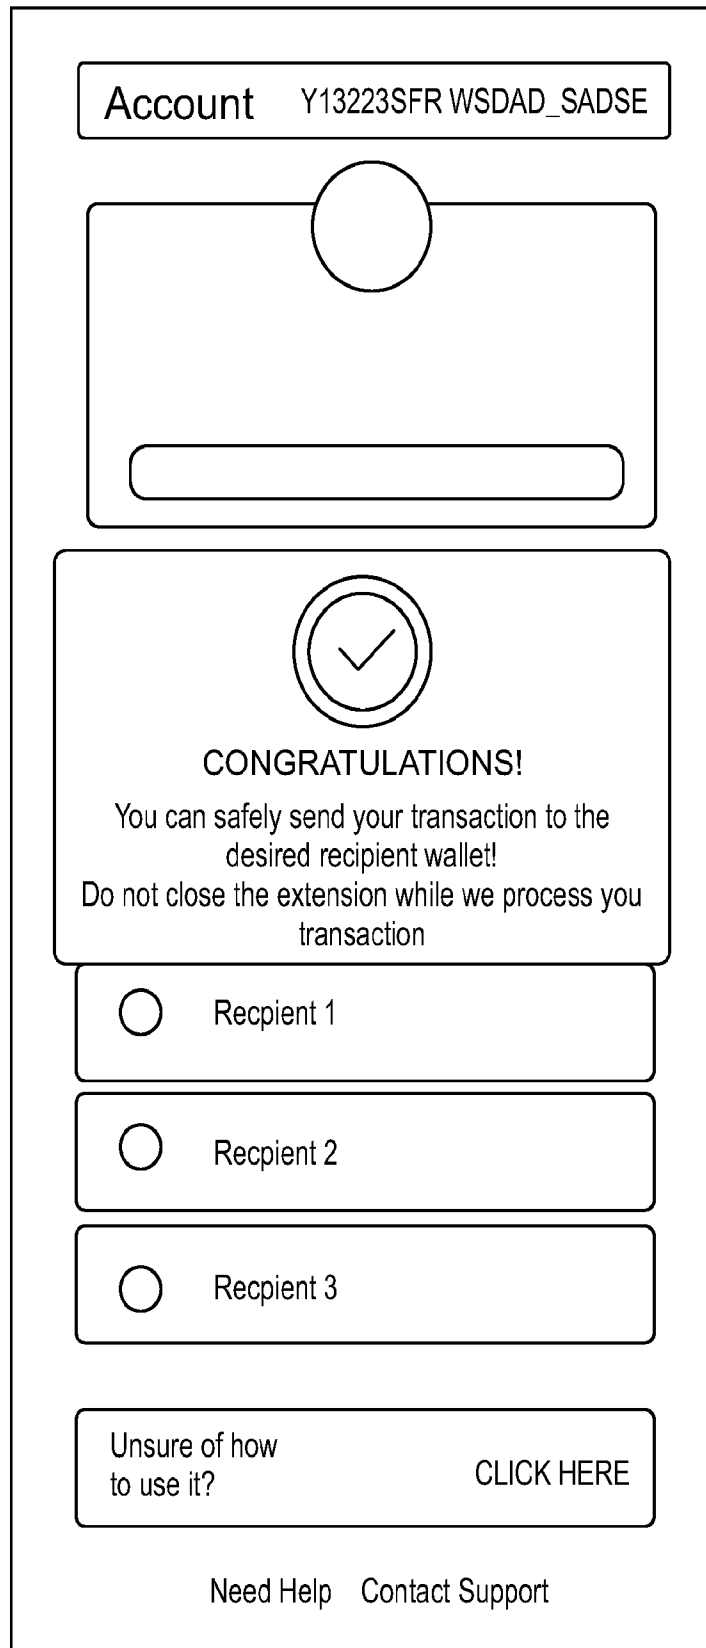 Account Y13223SFR WSDAD_SADSE
CONGRATULATIONS!
You can safely send your transaction to the
desired recipient wallet!
Do not close the extension while we process you
transaction
Recpient 1
Recpient 2
Recpient 3
Unsure of how
to use it?
CLICK HERE
Need Help Contact Support